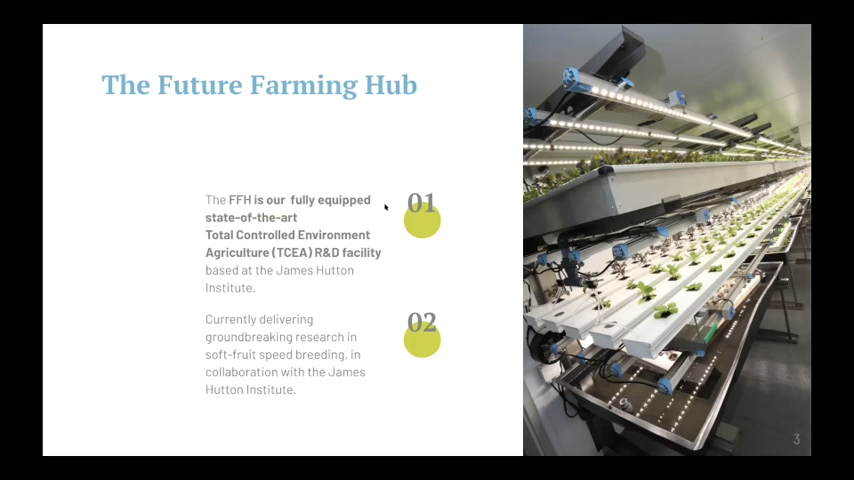 The Future Farming Hub
The FFH is our fully equipped
state-of-the-art
Total Controlled Environment
Agriculture (TCEA) R&D facility
based at the James Hutton
Institute.
01
Currently delivering
groundbreaking research in
soft-fruit speed breeding, in
collaboration with the James
Hutton Institute.
02
3